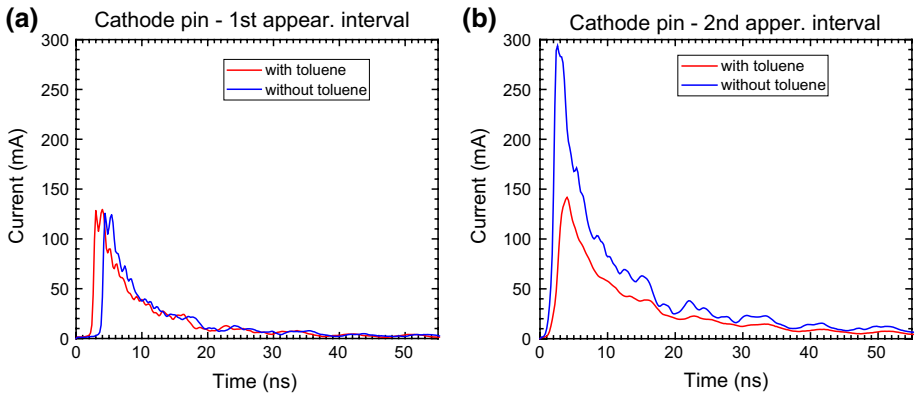 (a)
Cathode pin - 1st appear. interval
300
250
200
150
100
50
0
Current (mA)
with toluene
without toluene
0 10 20 30 40 50
Time (ns)
(b)
Cathode pin - 2nd apper. interval
300
250
200
150
100
50
0
Current (mA)
with toluene
without toluene
0 10 20 30 40 50
Time (ns)